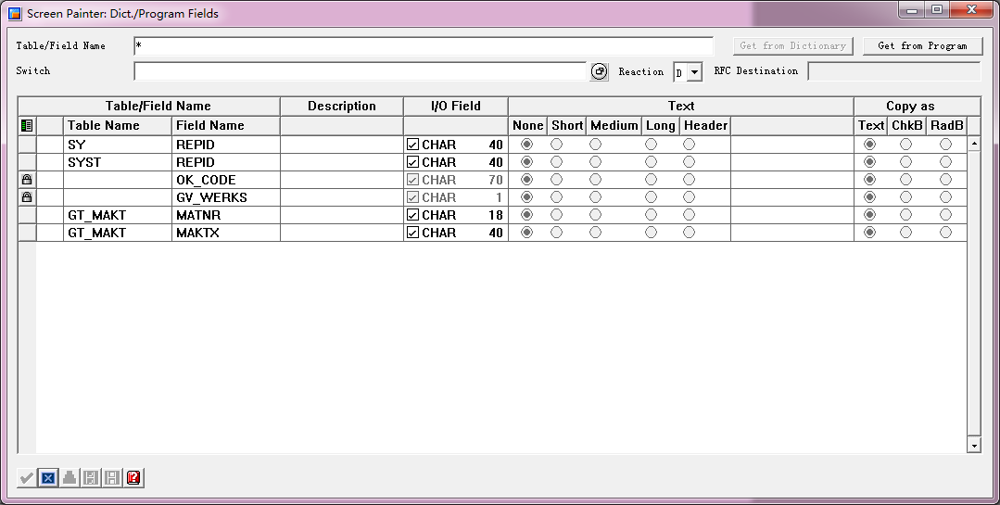 Screen Painter: Dict./Program Fields
Table/Field Name * Get from Dictionary Get from Program
Switch Reaction D RFC Destination
Table/Field Name Description I/O Field Text Copy as
Table Name Field Name None Short Medium Long Header Text ChkB RadB
SY REPID CHAR 40
SYST REPID CHAR 40
OK_CODE CHAR 70
GV_WERKS CHAR 1
GT_MAKT MATNR CHAR 18
GT_MAKT MAKTX CHAR 40